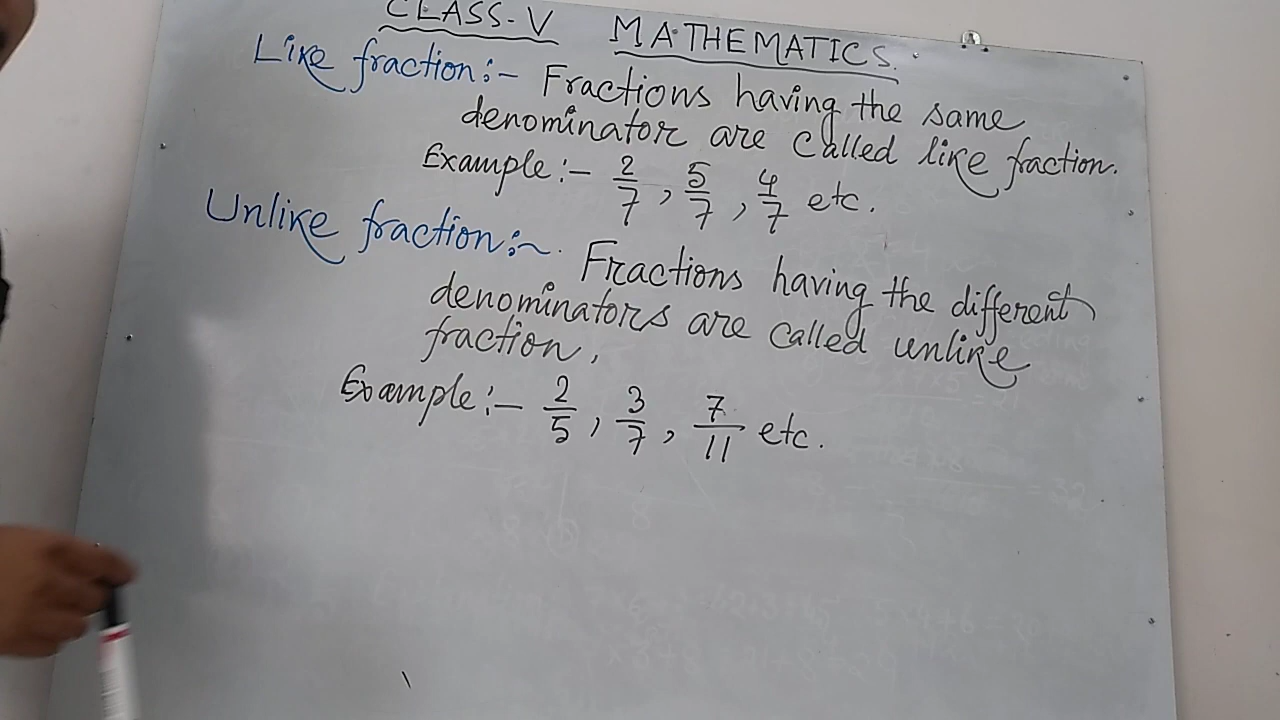 CLASS-V MATHEMATICS.
Like fraction:- Fractions having the same
denominator are called like fraction.
Example:- 2/7, 5/7, 4/7 etc.
Unlike fraction:~ Fractions having the different
denominators are called unlike
fraction,
Example:- 2/5, 3/7, 7/11 etc.